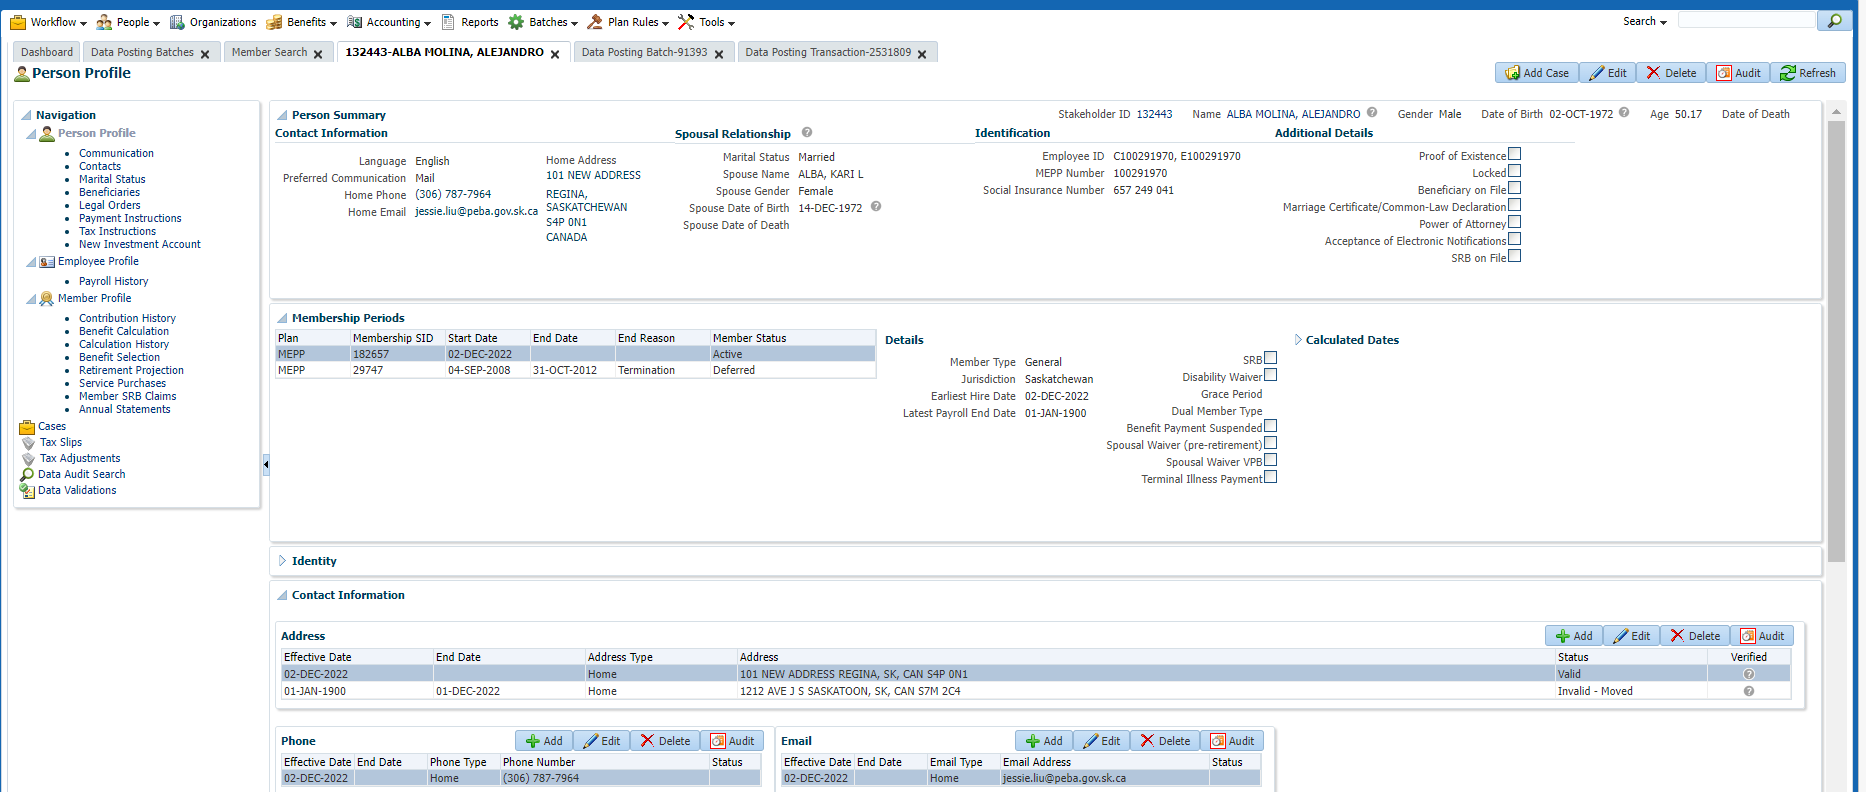 Workflow People Organizations Benefits Accounting Reports Batches Plan Rules Tools Search
Dashboard Data Posting Batches Member Search 132443-ALBA MOLINA, ALEJANDRO Data Posting Batch-91393 Data Posting Transaction-2531809
Person Profile
Add Case Edit Delete Audit Refresh
Navigation
Person Profile
Communication
Contacts
Marital Status
Beneficiaries
Legal Orders
Payment Instructions
Tax Instructions
New Investment Account
Employee Profile
Payroll History
Member Profile
Contribution History
Benefit Calculation
Calculation History
Benefit Selection
Retirement Projection
Service Purchases
Member SRB Claims
Annual Statements
Cases
Tax Slips
Tax Adjustments
Data Audit Search
Data Validations
Person Summary
Stakeholder ID 132443 Name ALBA MOLINA, ALEJANDRO Gender Male Date of Birth 02-OCT-1972 Age 50.17 Date of Death
Contact Information
Language English
Preferred Communication Mail
Home Phone (306) 787-7964
Home Email jessie.liu@peba.gov.sk.ca
Home Address
101 NEW ADDRESS
REGINA,
SASKATCHEWAN
S4P 0N1
CANADA
Spousal Relationship
Marital Status Married
Spouse Name ALBA, KARI L
Spouse Gender Female
Spouse Date of Birth 14-DEC-1972
Spouse Date of Death
Identification
Employee ID C100291970, E100291970
MEPP Number 100291970
Social Insurance Number 657 249 041
Additional Details
Proof of Existence
Locked
Beneficiary on File
Marriage Certificate/Common-Law Declaration
Power of Attorney
Acceptance of Electronic Notifications
SRB on File
Membership Periods
Plan Membership SID Start Date End Date End Reason Member Status
MEPP 182657 02-DEC-2022 Active
MEPP 29747 04-SEP-2008 31-OCT-2012 Termination Deferred
Details
Member Type General
Jurisdiction Saskatchewan
Earliest Hire Date 02-DEC-2022
Latest Payroll End Date 01-JAN-1900
SRB
Disability Waiver
Grace Period
Dual Member Type
Benefit Payment Suspended
Spousal Waiver (pre-retirement)
Spousal Waiver VPB
Terminal Illness Payment
Calculated Dates
Identity
Contact Information
Address
Add Edit Delete Audit
Effective Date End Date Address Type Address Status Verified
02-DEC-2022 Home 101 NEW ADDRESS REGINA, SK, CAN S4P 0N1 Valid
01-JAN-1900 01-DEC-2022 Home 1212 AVE J S SASKATOON, SK, CAN S7M 2C4 Invalid - Moved
Phone
Add Edit Delete Audit
Effective Date End Date Phone Type Phone Number Status
02-DEC-2022 Home (306) 787-7964
Email
Add Edit Delete Audit
Effective Date End Date Email Type Email Address Status
02-DEC-2022 Home jessie.liu@peba.gov.sk.ca